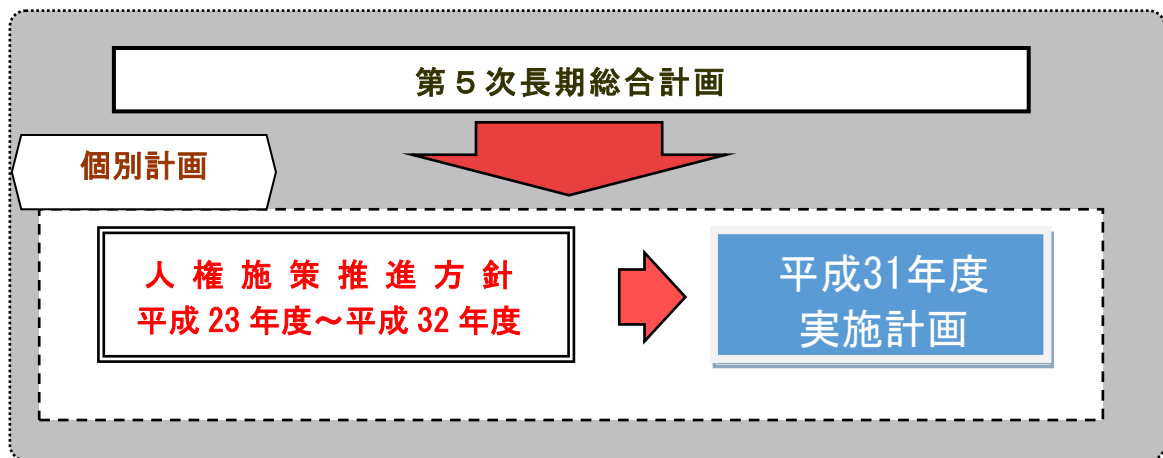 第５次長期総合計画
個別計画
人権施策推進方針
平成23年度～平成32年度
平成31年度
実施計画